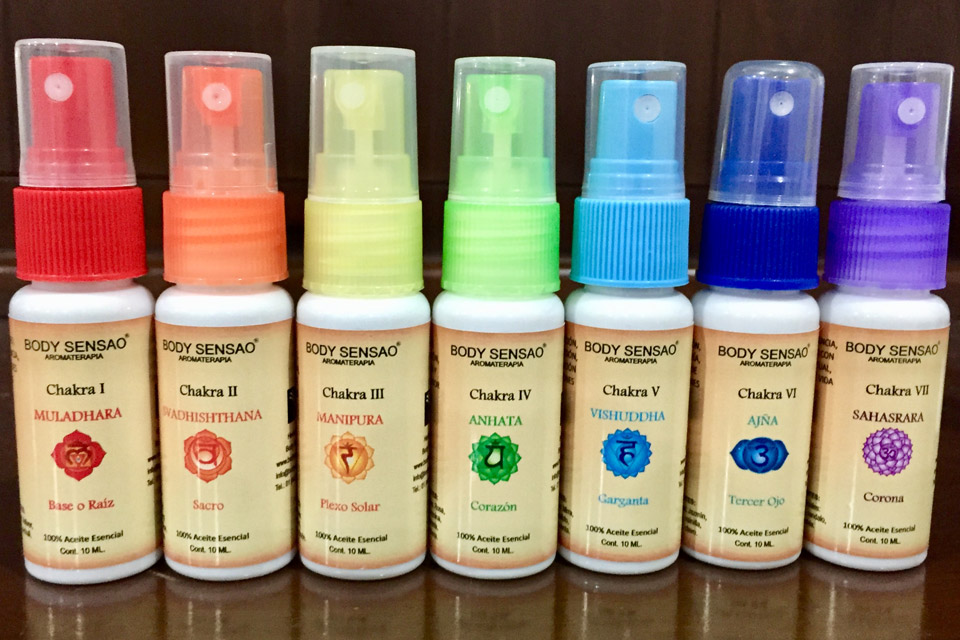 BODY SENSAO®
AROMATERAPIA
Chakra I
MULADHARA
Base o Raíz
100% Aceite Esencial
Cont. 10 ML.
BODY SENSAO®
AROMATERAPIA
Chakra II
VADHISHTHANA
Sacro
100% Aceite Esencial
Cont. 10 ML.
BODY SENSAO®
AROMATERAPIA
Chakra III
MANIPURA
Plexo Solar
100% Aceite Esencial
Cont. 10 ML.
BODY SENSAO®
AROMATERAPIA
Chakra IV
ANHATA
यं
Corazón
100% Aceite Esencial
Cont. 10 ML.
BODY SENSAO®
AROMATERAPIA
Chakra V
VISHUDDHA
हं
Garganta
100% Aceite Esencial
Cont. 10 ML.
BODY SENSAO®
AROMATERAPIA
Chakra VI
AJÑA
Tercer Ojo
100% Aceite Esencial
Cont. 10 ML.
BODY SENSAO®
AROMATERAPIA
Chakra VII
SAHASRARA
ॐ
Corona
100% Aceite Esencial
Cont. 10 ML.